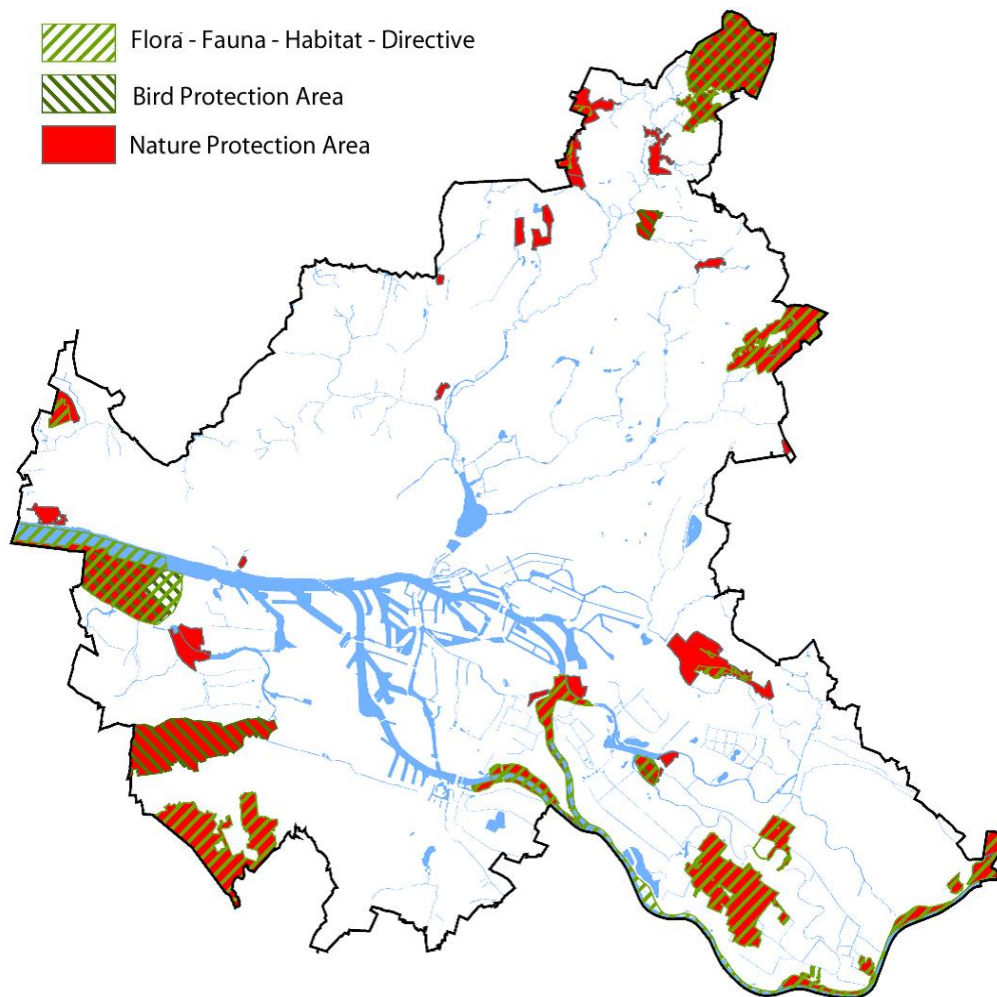 Flora - Fauna - Habitat - Directive
Bird Protection Area
Nature Protection Area